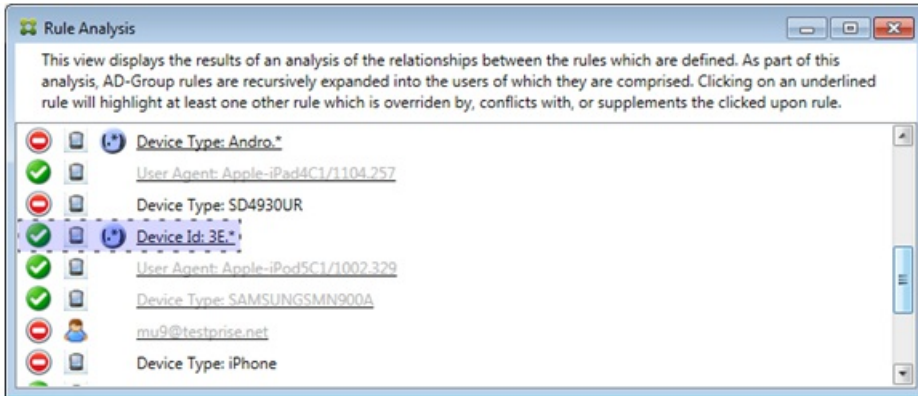 Rule Analysis
This view displays the results of an analysis of the relationships between the rules which are defined. As part of this
analysis, AD-Group rules are recursively expanded into the users of which they are comprised. Clicking on an underlined
rule will highlight at least one other rule which is overriden by, conflicts with, or supplements the clicked upon rule.
(.*) Device Type: Andro.*
User Agent: Apple-iPad4C1/1104.257
Device Type: SD4930UR
(.*) Device Id: 3E.*
User Agent: Apple-iPod5C1/1002.329
Device Type: SAMSUNGSMN900A
mu9@testprise.net
Device Type: iPhone